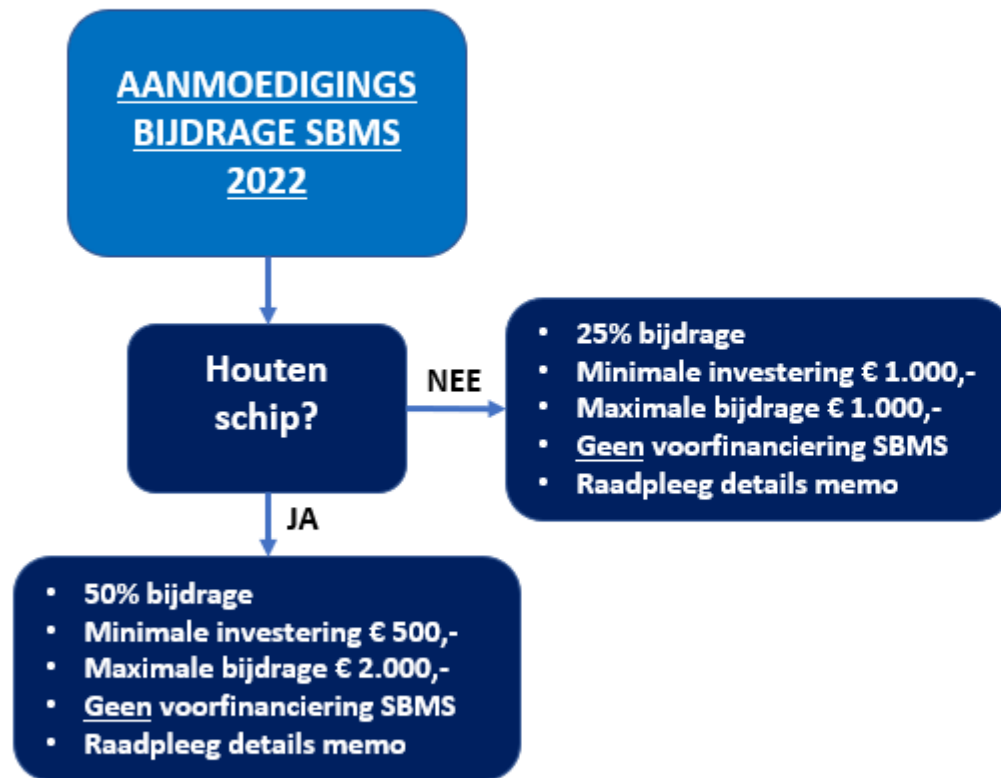 AANMOEDIGINGS
BIJDRAGE SBMS
2022
Houten
schip?
NEE
• 25% bijdrage
• Minimale investering € 1.000,-
• Maximale bijdrage € 1.000,-
• Geen voorfinanciering SBMS
• Raadpleeg details memo
JA
• 50% bijdrage
• Minimale investering € 500,-
• Maximale bijdrage € 2.000,-
• Geen voorfinanciering SBMS
• Raadpleeg details memo